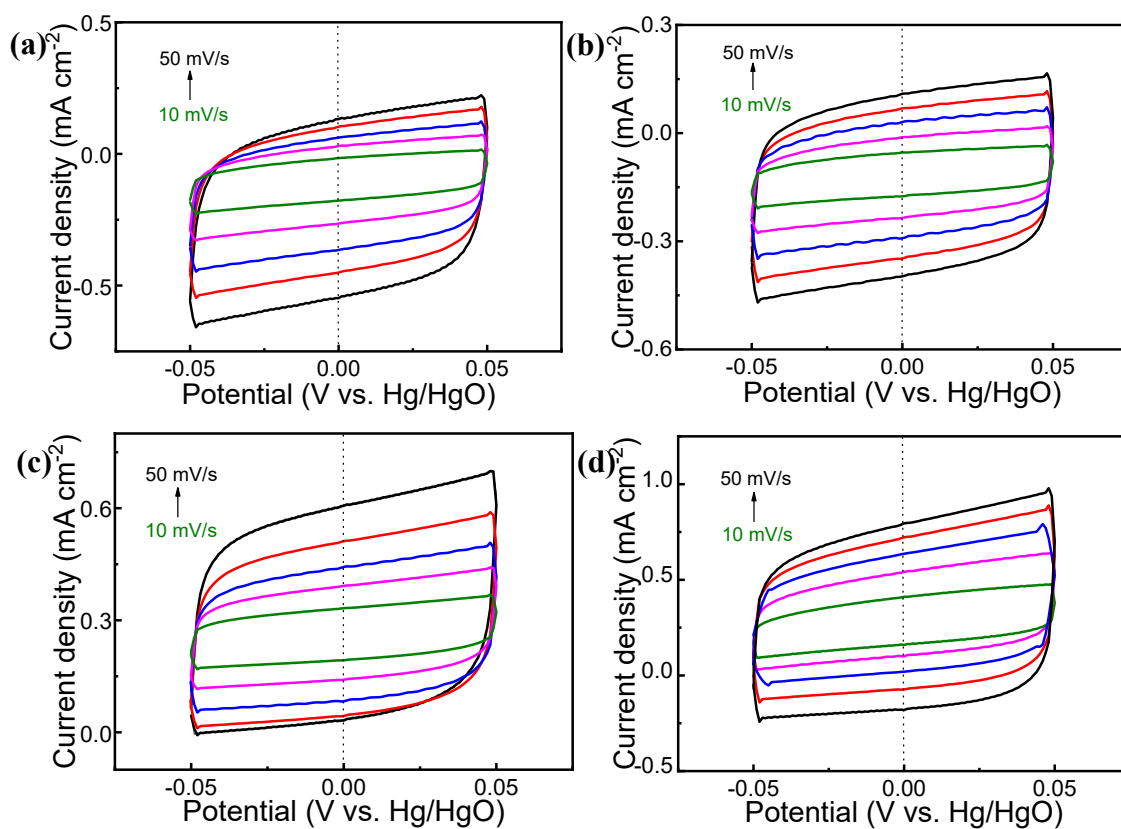 (a)
50 mV/s
10 mV/s
Current density (mA cm-2)
0.5
0.0
-0.5
-0.05
0.00
0.05
Potential (V vs. Hg/HgO)
(b)
50 mV/s
10 mV/s
Current density (mA cm-2)
0.3
0.0
-0.3
-0.6
-0.05
0.00
0.05
Potential (V vs. Hg/HgO)
(c)
50 mV/s
10 mV/s
Current density (mA cm-2)
0.6
0.3
0.0
-0.05
0.00
0.05
Potential (V vs. Hg/HgO)
(d)
50 mV/s
10 mV/s
Current density (mA cm-2)
1.0
0.5
0.0
-0.5
-0.05
0.00
0.05
Potential (V vs. Hg/HgO)